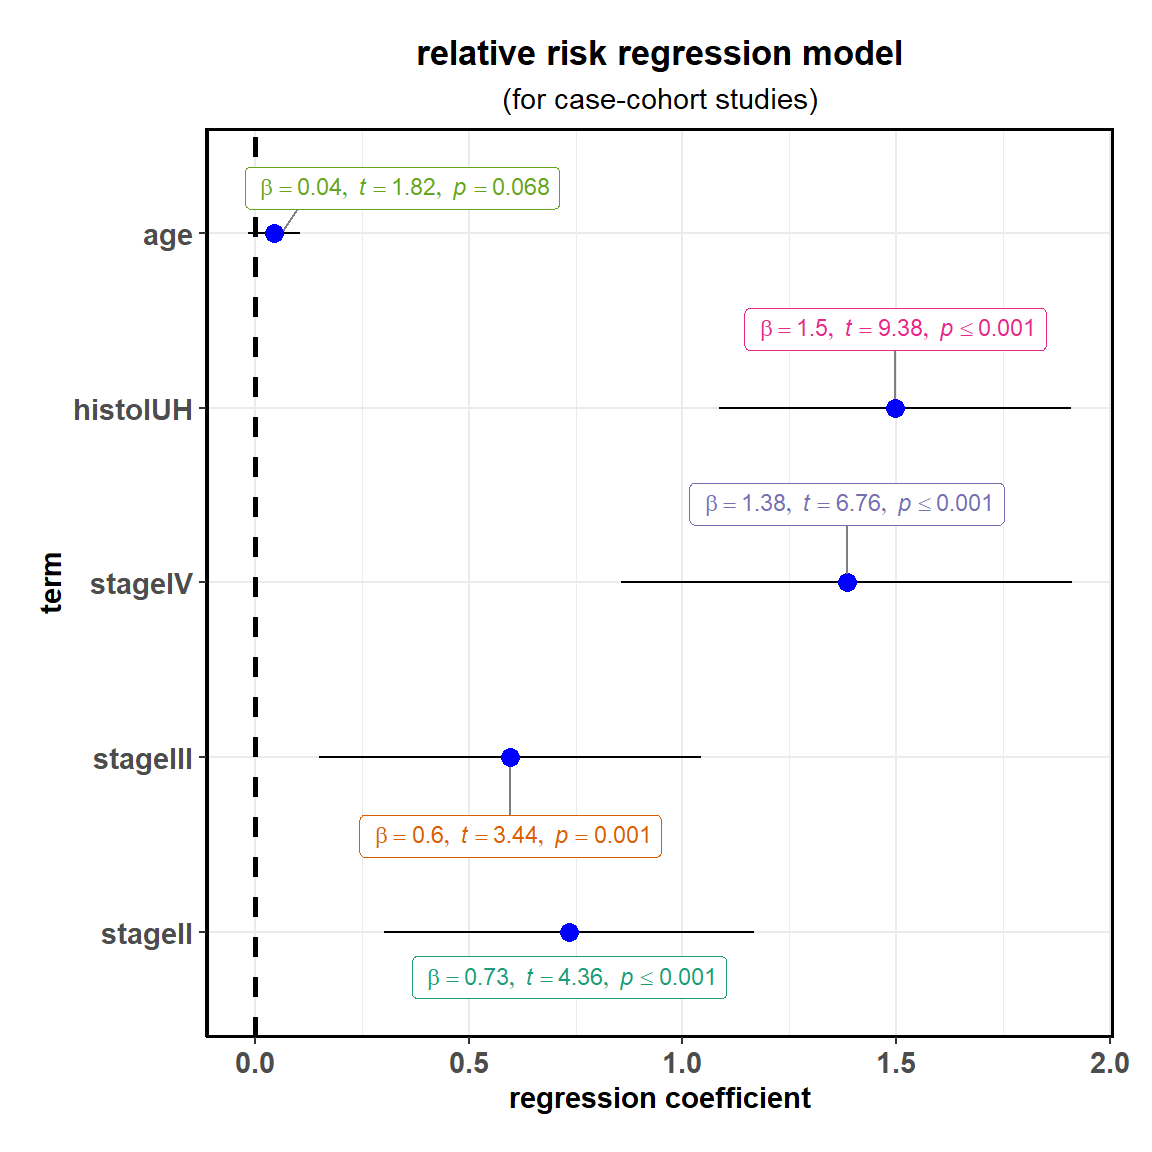 relative risk regression model
(for case-cohort studies)
β = 0.04, t = 1.82, p = 0.068
age
β = 1.5, t = 9.38, p ≤ 0.001
histolUH
β = 1.38, t = 6.76, p ≤ 0.001
term
stageIV
stageIII
β = 0.6, t = 3.44, p = 0.001
stageII
β = 0.73, t = 4.36, p ≤ 0.001
0.0 0.5 1.0 1.5 2.0
regression coefficient